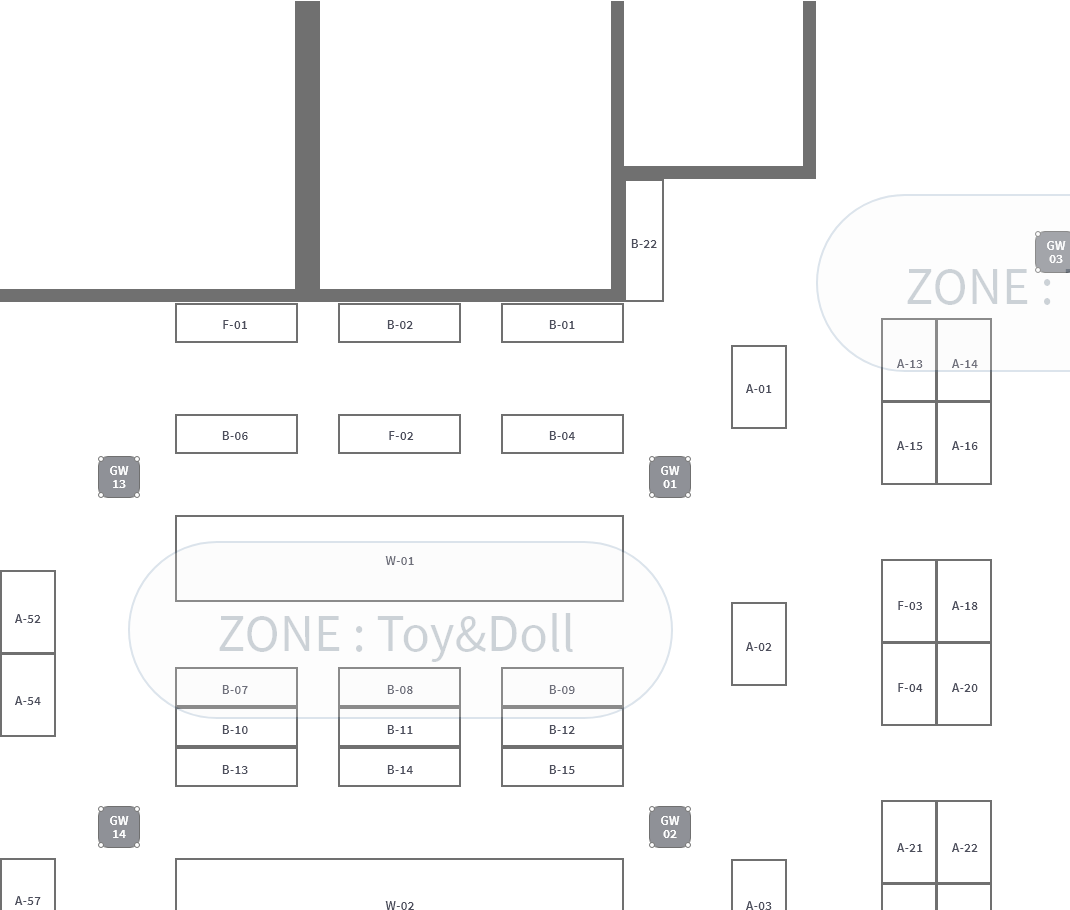 B-22
GW
03
ZONE :
F-01
B-02
B-01
A-13
A-14
A-01
B-06
F-02
B-04
A-15
A-16
GW
13
GW
01
W-01
A-52
ZONE : Toy&Doll
F-03
A-18
A-02
A-54
B-07
B-08
B-09
F-04
A-20
B-10
B-11
B-12
B-13
B-14
B-15
GW
14
GW
02
A-21
A-22
A-57
W-02
A-03